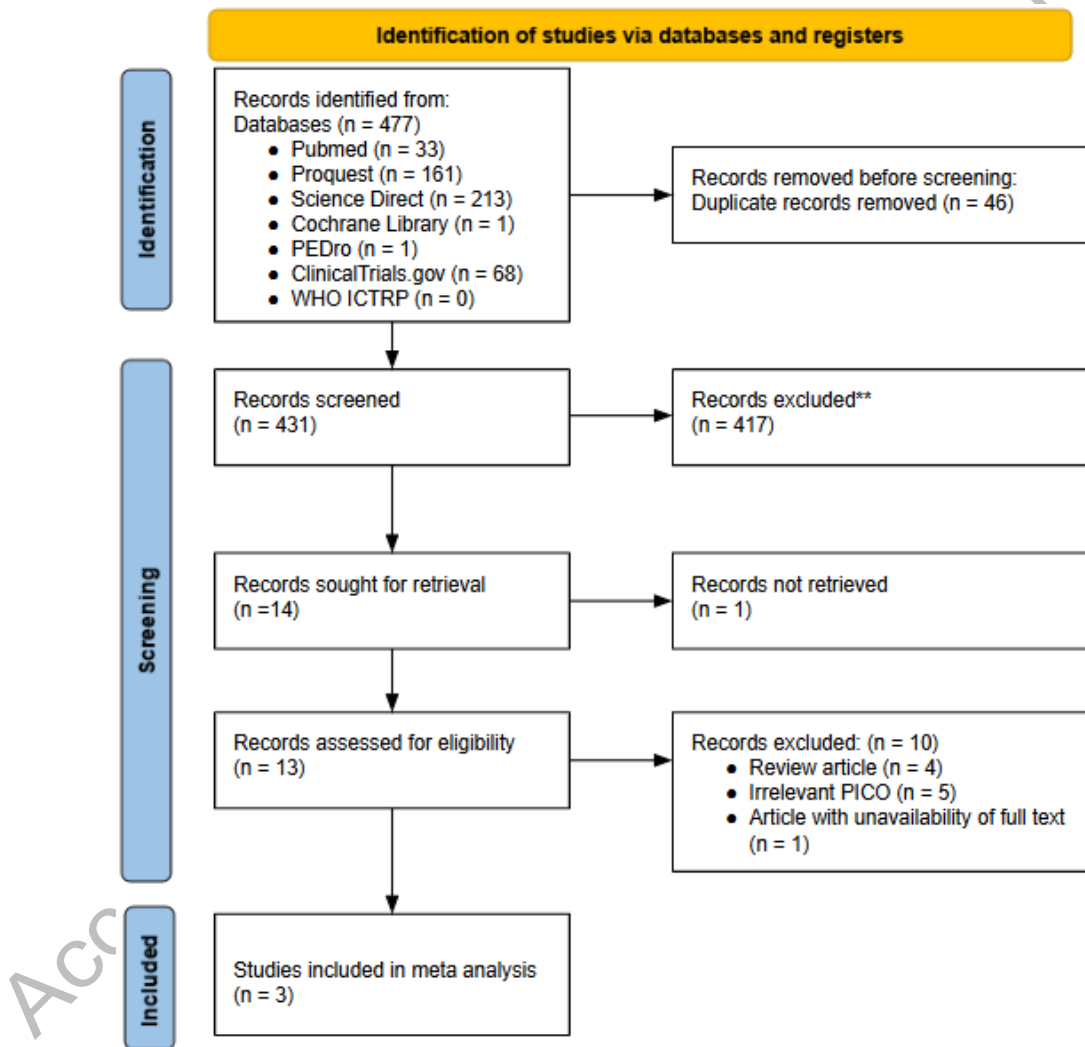 Identification of studies via databases and registers
Identification
Records identified from:
Databases (n = 477)
● Pubmed (n = 33)
● Proquest (n = 161)
● Science Direct (n = 213)
● Cochrane Library (n = 1)
● PEDro (n = 1)
● ClinicalTrials.gov (n = 68)
● WHO ICTRP (n = 0)
Records removed before screening:
Duplicate records removed (n = 46)
Screening
Records screened
(n = 431)
Records excluded**
(n = 417)
Records sought for retrieval
(n =14)
Records not retrieved
(n = 1)
Records assessed for eligibility
(n = 13)
Records excluded: (n = 10)
● Review article (n = 4)
● Irrelevant PICO (n = 5)
● Article with unavailability of full text
(n = 1)
Included
Studies included in meta analysis
(n = 3)